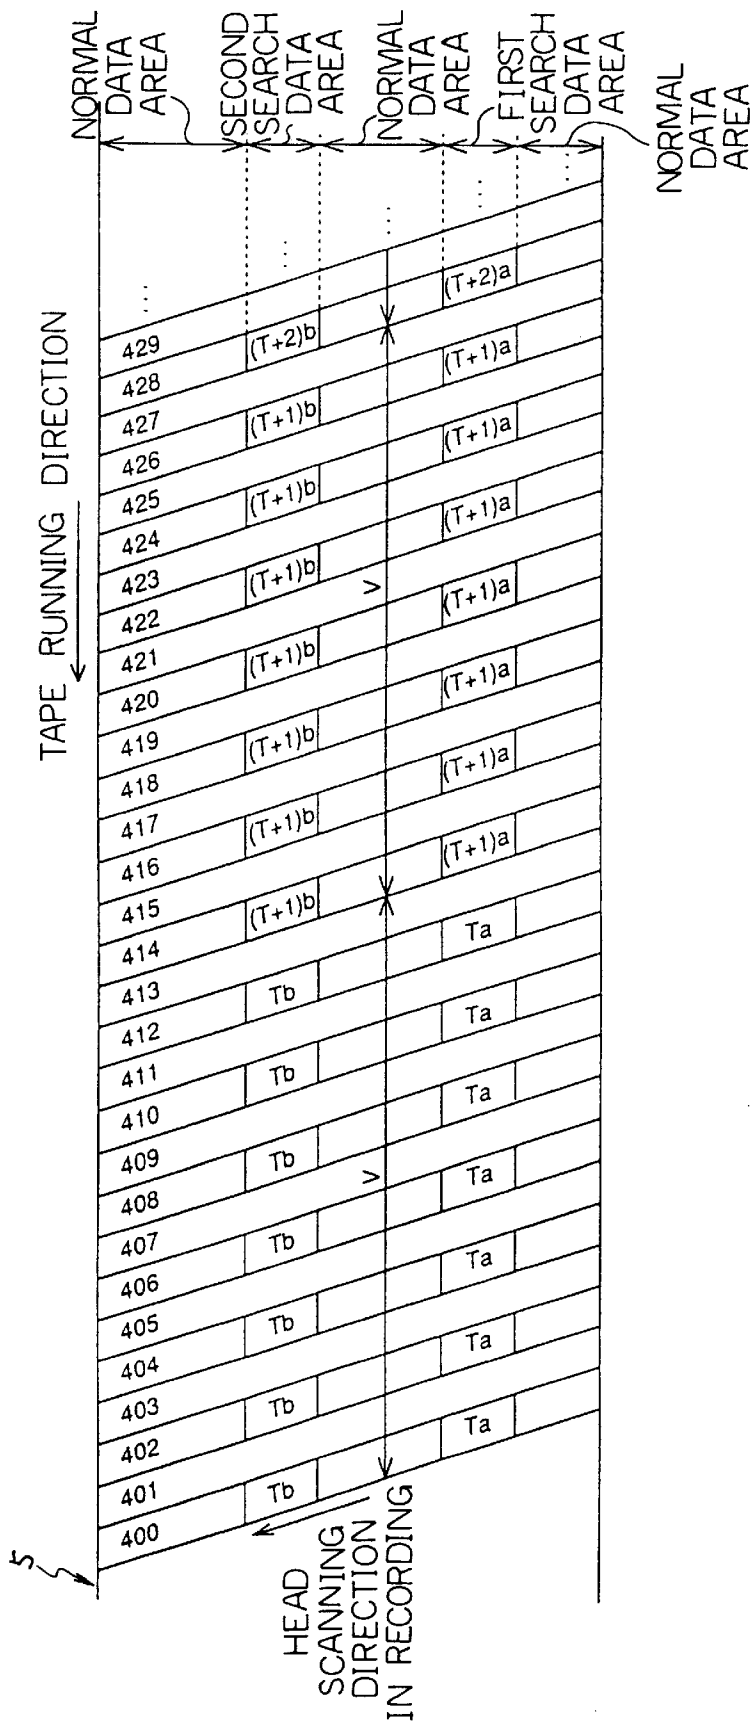 5
TAPE RUNNING DIRECTION
HEAD
SCANNING
DIRECTION
IN RECORDING
NORMAL
DATA
AREA
SECOND
SEARCH
DATA
AREA
NORMAL
DATA
AREA
FIRST
SEARCH
DATA
AREA
NORMAL
DATA
AREA
400 401 402 403 404 405 406 407 408 409 410 411 412 413 414 415 416 417 418 419 420 421 422 423 424 425 426 427 428 429 ...
Tb Tb Tb Tb Tb Tb Tb (T+1)b (T+1)b (T+1)b (T+1)b (T+1)b (T+1)b (T+1)b (T+2)b ...
V V ...
Ta Ta Ta Ta Ta Ta Ta (T+1)a (T+1)a (T+1)a (T+1)a (T+1)a (T+1)a (T+1)a (T+2)a ...
...